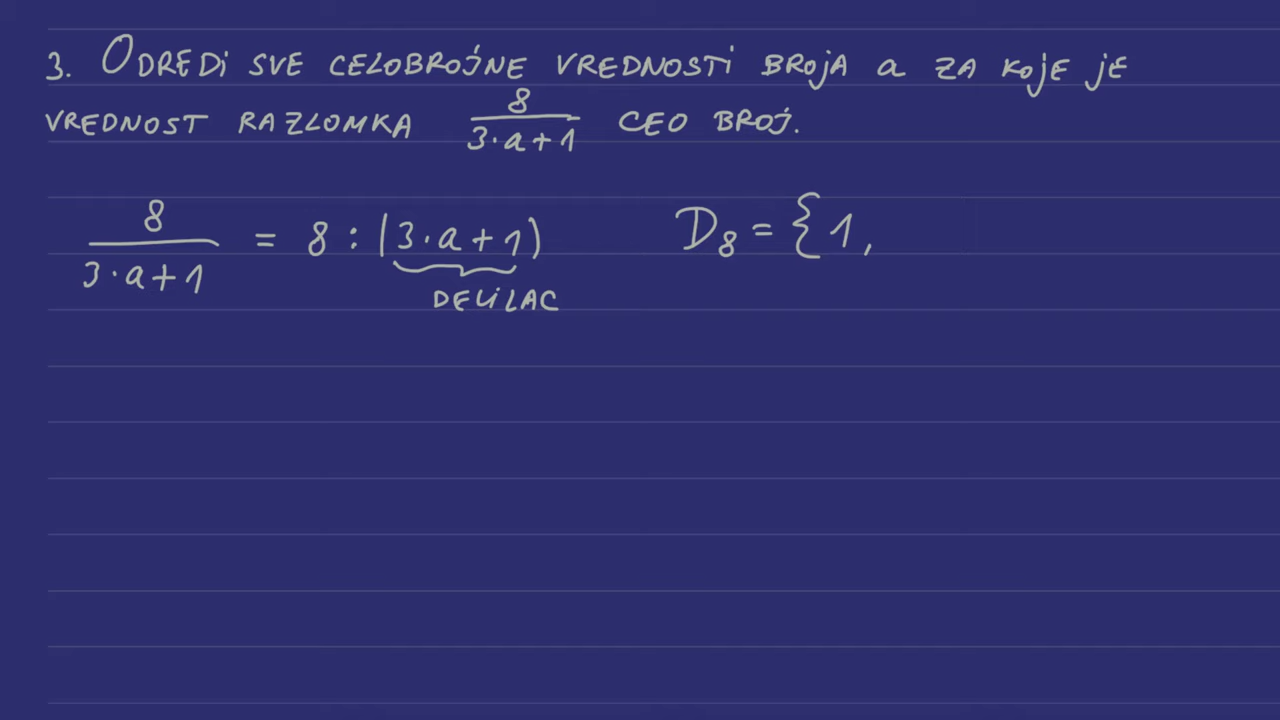 3. ODREDI SVE CELOBROJNE VREDNOSTI BROJA a ZA KOJE JE
VREDNOST RAZLOMKA 8/(3·a+1) CEO BROJ.
8/(3·a+1) = 8 : (3·a+1) D₈ = {1,
DELILAC